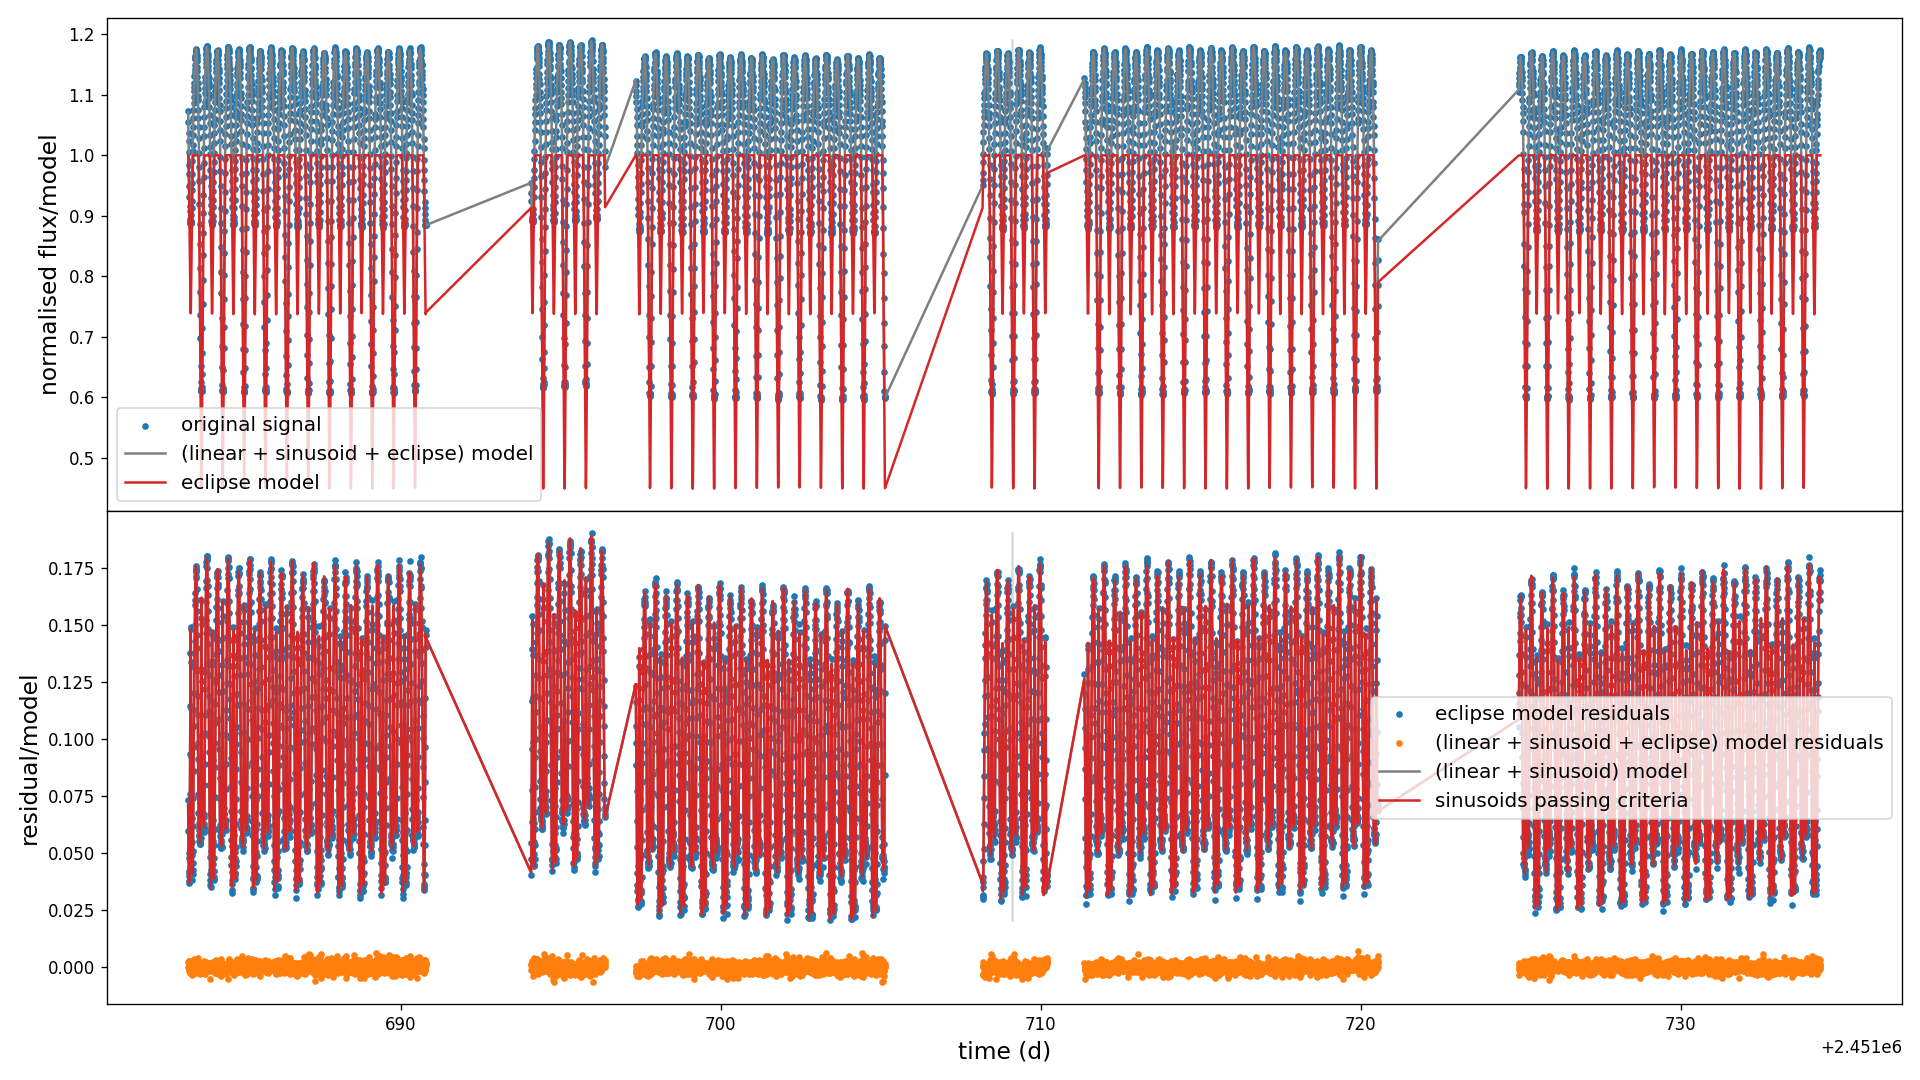 1.2
1.1
1.0
0.9
0.8
0.7
0.6
0.5
normalised flux/model
original signal
(linear + sinusoid + eclipse) model
eclipse model
0.175
0.150
0.125
0.100
0.075
0.050
0.025
0.000
residual/model
eclipse model residuals
(linear + sinusoid + eclipse) model residuals
(linear + sinusoid) model
sinusoids passing criteria
690
700
710
720
730
time (d)
+2.451e6